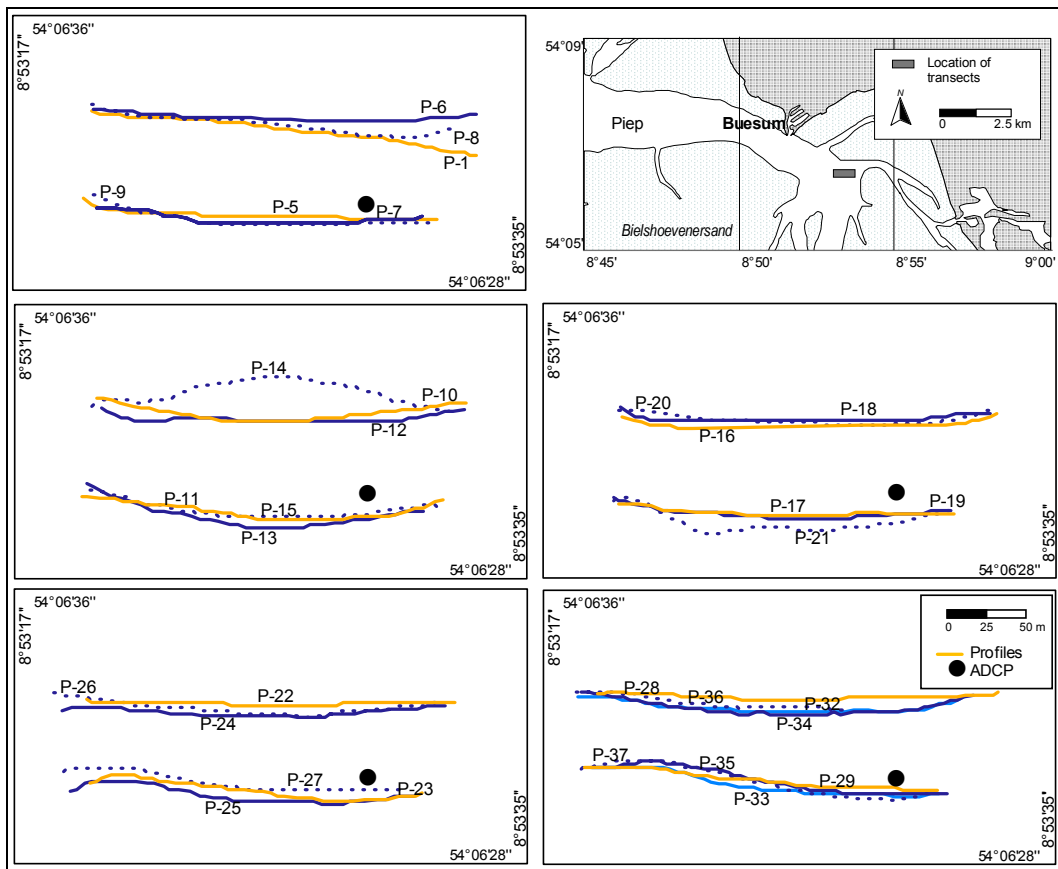 54°06'36"
8°53'17"
P-6
P-8
P-1
P-9
P-5
P-7
8°53'35"
54°06'28"
54°09'
Location of
transects
N
0 2.5 km
Piep
Buesum
Bielshoevenersand
54°05'
8°45' 8°50' 8°55' 9°00'
54°06'36"
8°53'17"
P-14
P-10
P-12
P-11
P-15
P-13
8°53'35"
54°06'28"
54°06'36"
8°53'17"
P-20
P-18
P-16
P-17
P-19
P-21
8°53'35"
54°06'28"
54°06'36"
8°53'17"
P-26
P-22
P-24
P-27
P-23
P-25
8°53'35"
54°06'28"
54°06'36"
8°53'17"
0 25 50 m
Profiles
ADCP
P-28
P-36
P-32
P-34
P-37
P-35
P-29
P-33
8°53'35'
54°06'28"